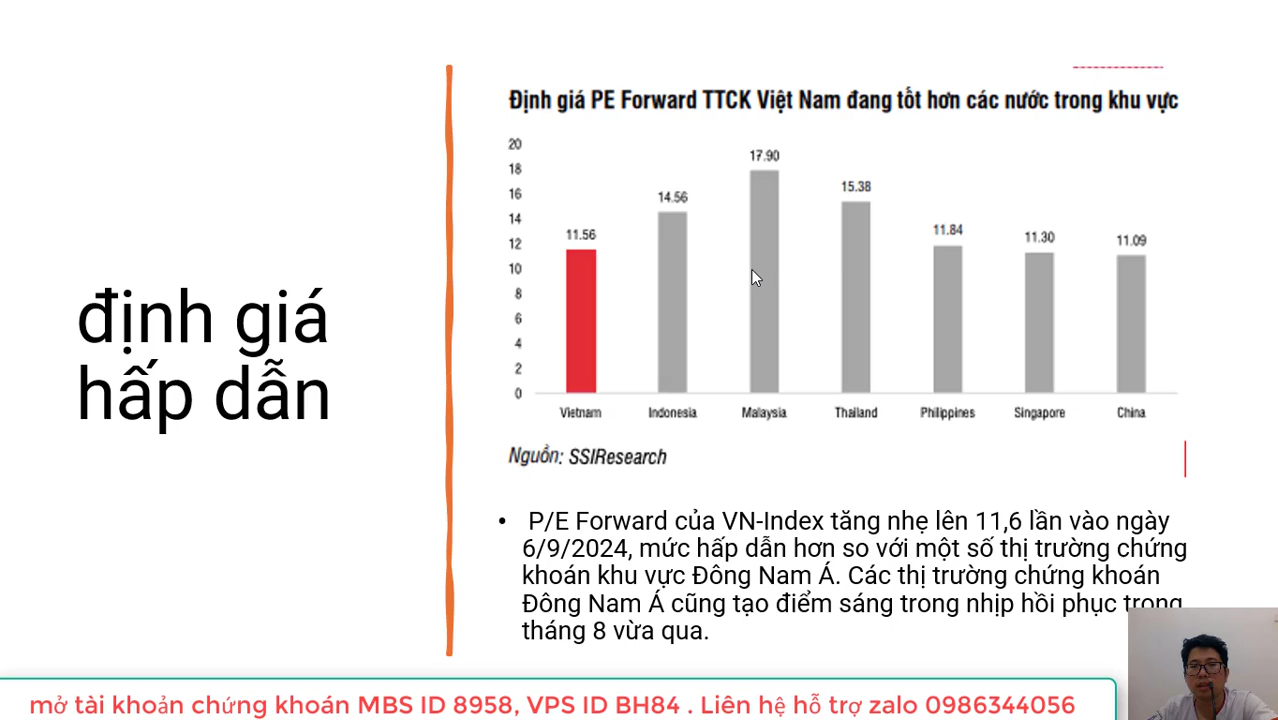 định giá
hấp dẫn
Định giá PE Forward TTCK Việt Nam đang tốt hơn các nước trong khu vực
20
18
16
14
12
10
8
6
4
2
0
11.56
14.56
17.90
15.38
11.84
11.30
11.09
Vietnam
Indonesia
Malaysia
Thailand
Philippines
Singapore
China
Nguồn: SSIResearch
• P/E Forward của VN-Index tăng nhẹ lên 11,6 lần vào ngày
6/9/2024, mức hấp dẫn hơn so với một số thị trường chứng
khoán khu vực Đông Nam Á. Các thị trường chứng khoán
Đông Nam Á cũng tạo điểm sáng trong nhịp hồi phục trong
tháng 8 vừa qua.
mở tài khoản chứng khoán MBS ID 8958, VPS ID BH84 . Liên hệ hỗ trợ zalo 0986344056